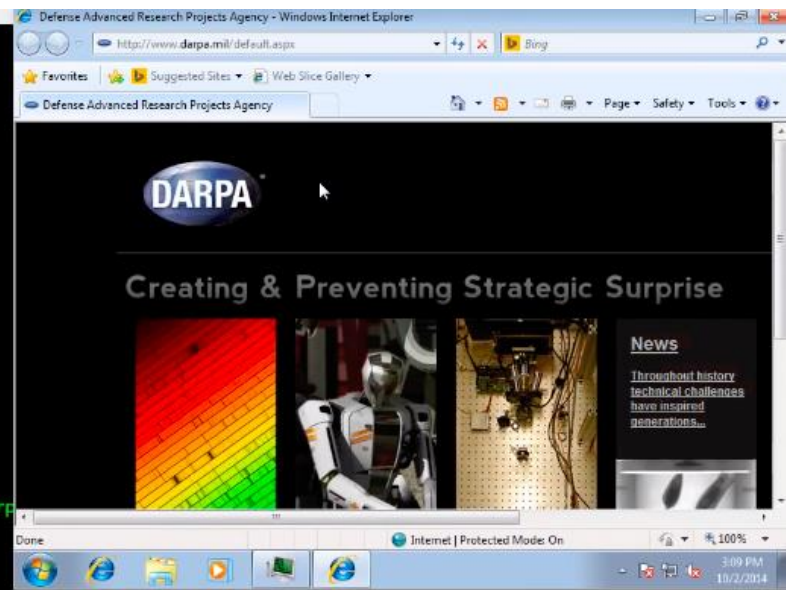 Defense Advanced Research Projects Agency - Windows Internet Explorer
http://www.darpa.mil/default.aspx
Bing
Favorites
Suggested Sites
Web Slice Gallery
Defense Advanced Research Projects Agency
Page
Safety
Tools
DARPA
Creating & Preventing Strategic Surprise
News
Throughout history
technical challenges
have inspired
generations...
Done
Internet | Protected Mode: On
100%
3:09 PM
10/2/2014